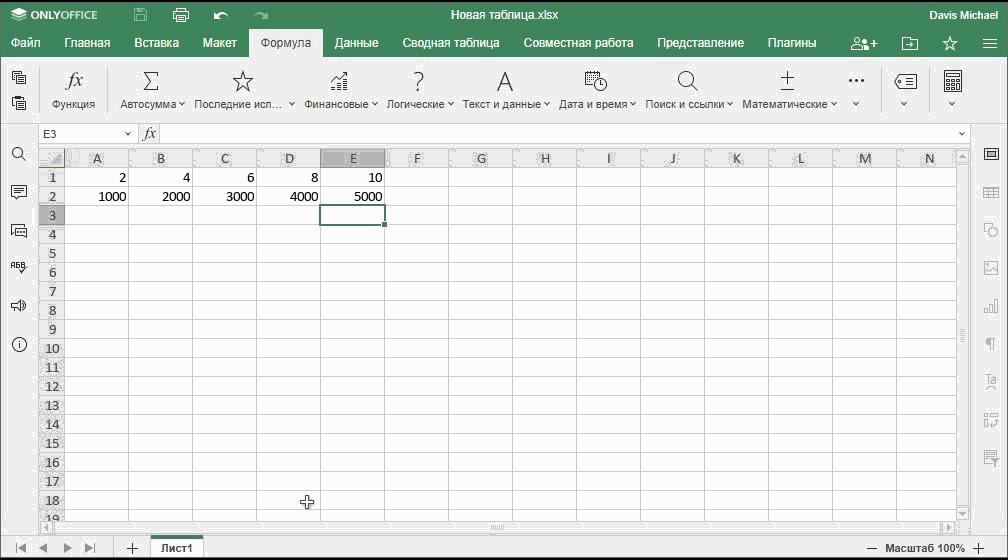 ONLYOFFICE Новая таблица.xlsx Davis Michael
Файл Главная Вставка Макет Формула Данные Сводная таблица Совместная работа Представление Плагины
fx Σ ? A
Функция Автосумма Последние исп... Финансовые Логические Текст и данные Дата и время Поиск и ссылки Математические ...
E3 fx
A B C D E F G H I J K L M N
1 2 4 6 8 10
2 1000 2000 3000 4000 5000
3
4
5
6
7
8
9
10
11
12
13
14
15
16
17
18
19
Лист1 Масштаб 100%